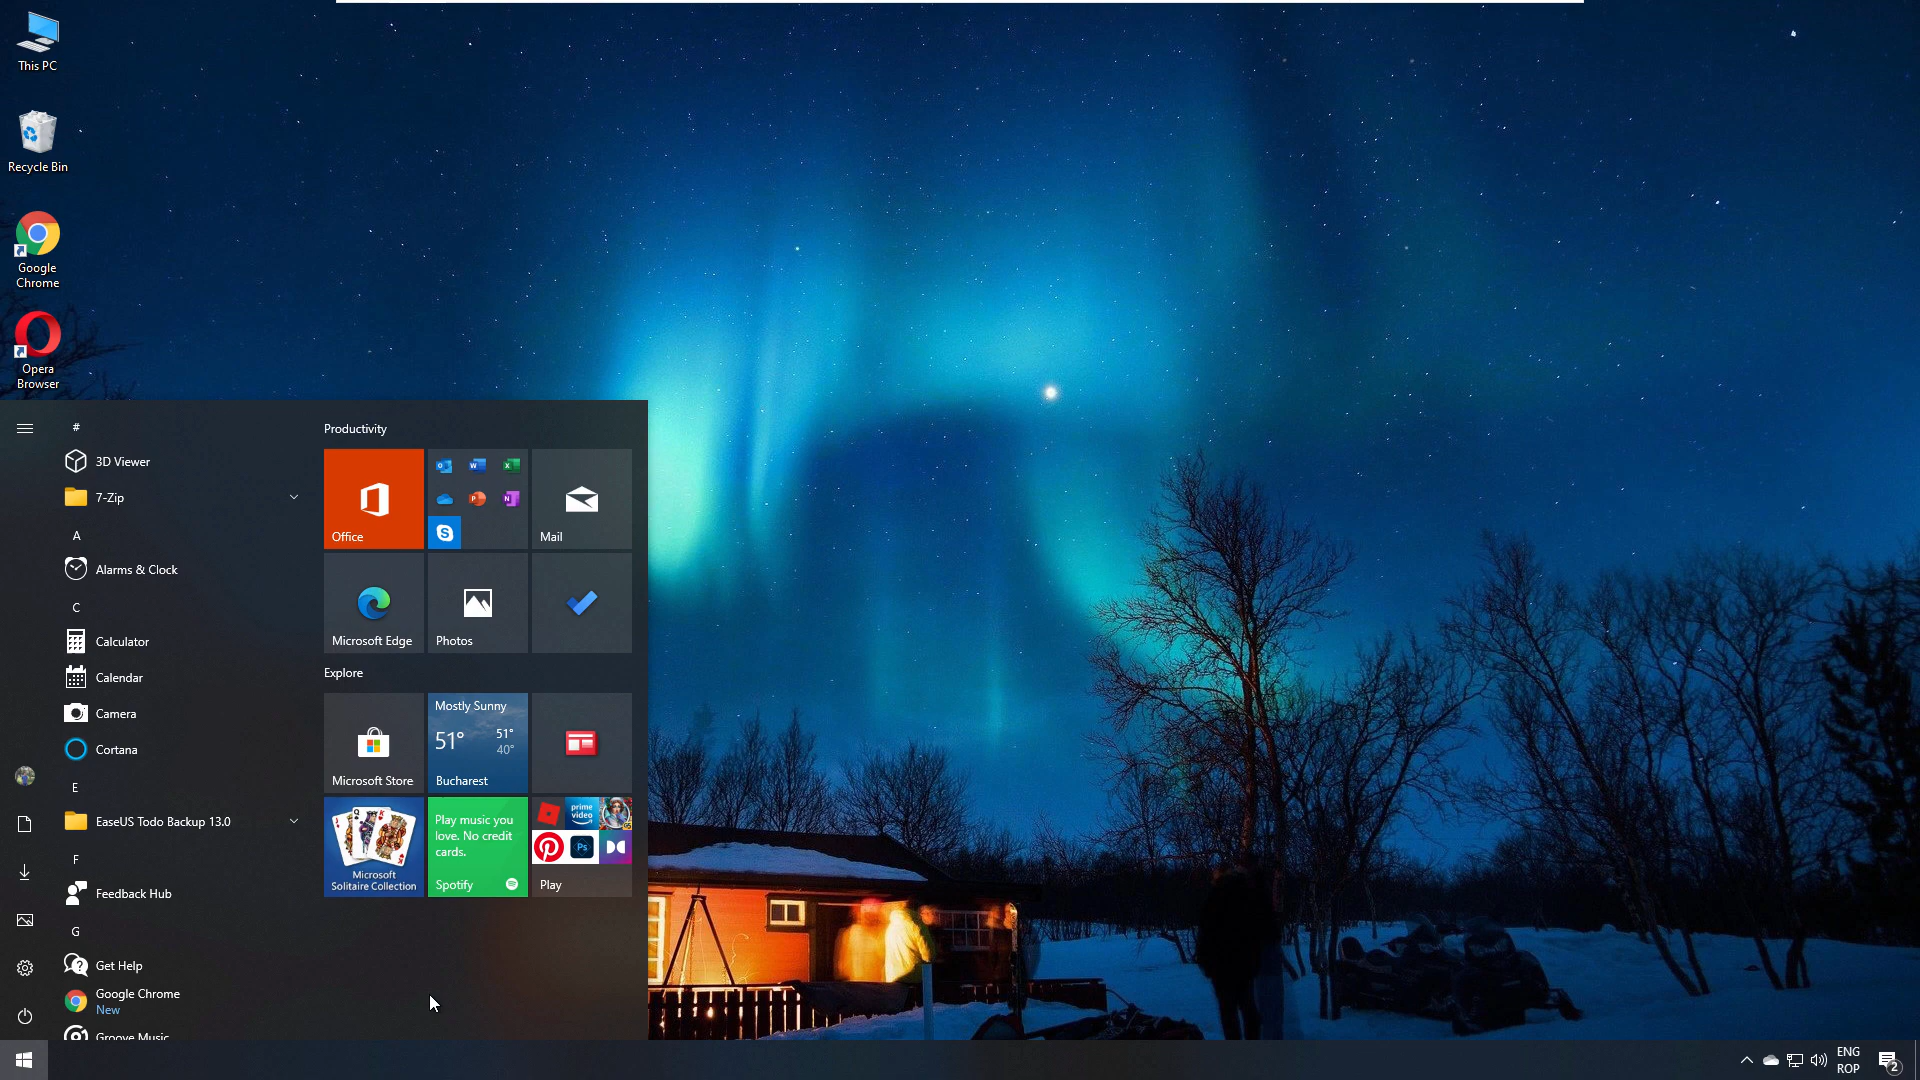 This PC
Recycle Bin
Google
Chrome
Opera
Browser
#
3D Viewer
7-Zip
A
Alarms & Clock
C
Calculator
Calendar
Camera
Cortana
E
EaseUS Todo Backup 13.0
F
Feedback Hub
G
Get Help
Google Chrome
New
Groove Music
Productivity
Office
Mail
Microsoft Edge
Photos
Explore
Microsoft Store
Mostly Sunny
51°
51°
40°
Bucharest
Microsoft
Solitaire Collection
Play music you
love. No credit
cards.
Spotify
prime
video
Ps
Play
ENG
ROP
2